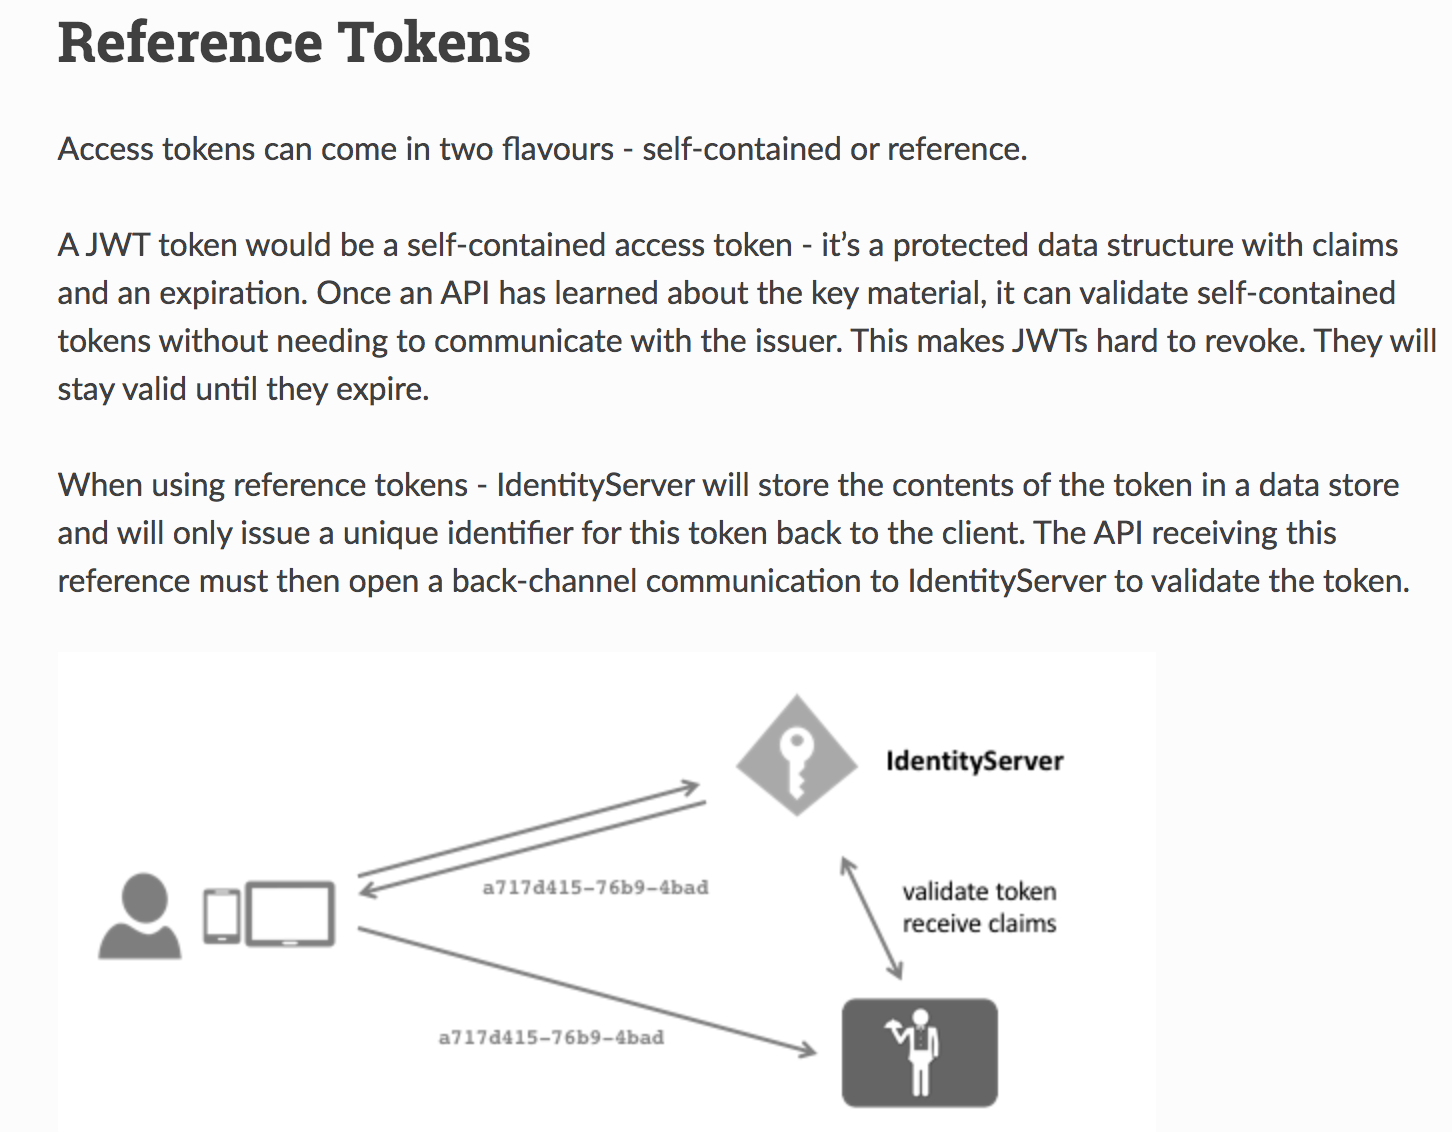 Reference Tokens
Access tokens can come in two flavours - self-contained or reference.
A JWT token would be a self-contained access token - it’s a protected data structure with claims
and an expiration. Once an API has learned about the key material, it can validate self-contained
tokens without needing to communicate with the issuer. This makes JWTs hard to revoke. They will
stay valid until they expire.
When using reference tokens - IdentityServer will store the contents of the token in a data store
and will only issue a unique identifier for this token back to the client. The API receiving this
reference must then open a back-channel communication to IdentityServer to validate the token.
IdentityServer
a717d415-76b9-4bad
validate token
receive claims
a717d415-76b9-4bad